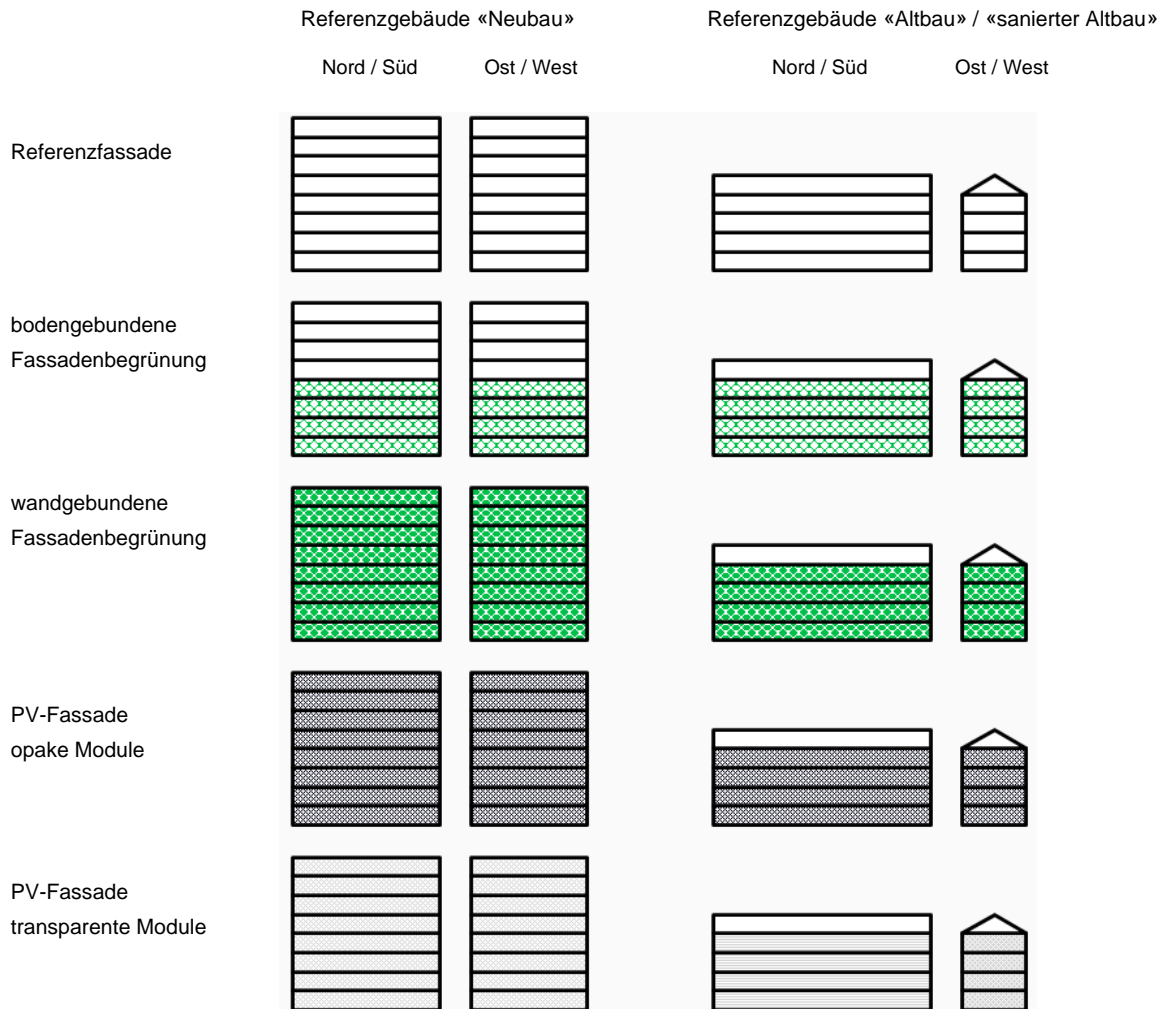 Referenzgebäude «Neubau»
Referenzgebäude «Altbau» / «sanierter Altbau»
Nord / Süd
Ost / West
Nord / Süd
Ost / West
Referenzfassade
bodengebundene
Fassadenbegrünung
wandgebundene
Fassadenbegrünung
PV-Fassade
opake Module
PV-Fassade
transparente Module